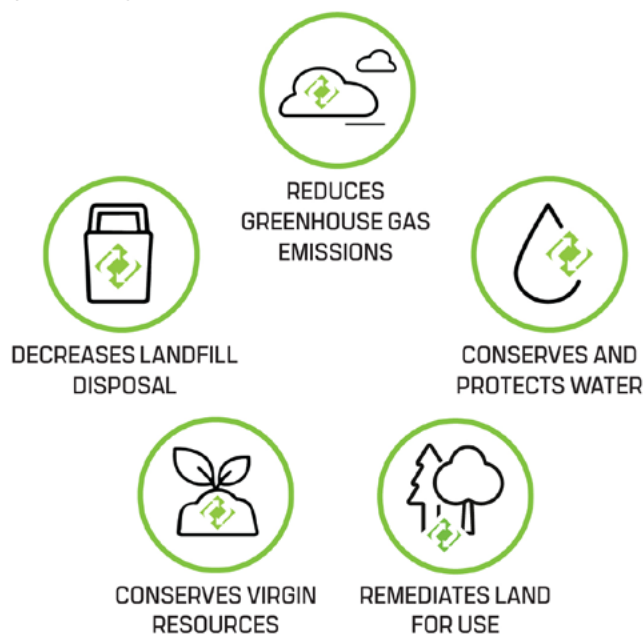 REDUCES
GREENHOUSE GAS
EMISSIONS
DECREASES LANDFILL
DISPOSAL
CONSERVES AND
PROTECTS WATER
CONSERVES VIRGIN
RESOURCES
REMEDIATES LAND
FOR USE